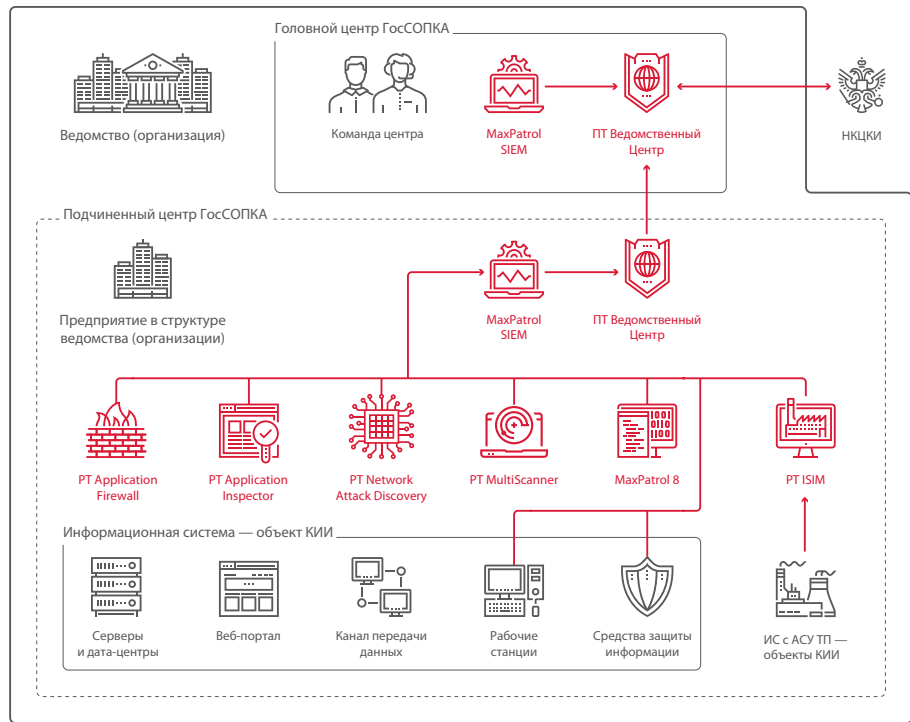 Головной центр ГосСОПКА
Ведомство (организация)
Команда центра
MaxPatrol
SIEM
ПТ Ведомственный
Центр
НКЦКИ
Подчиненный центр ГосСОПКА
Предприятие в структуре
ведомства (организации)
MaxPatrol
SIEM
ПТ Ведомственный
Центр
PT Application
Firewall
PT Application
Inspector
PT Network
Attack Discovery
PT MultiScanner
MaxPatrol 8
PT ISIM
Информационная система — объект КИИ
Серверы
и дата-центры
Веб-портал
Канал передачи
данных
Рабочие
станции
Средства защиты
информации
ИС с АСУ ТП —
объекты КИИ